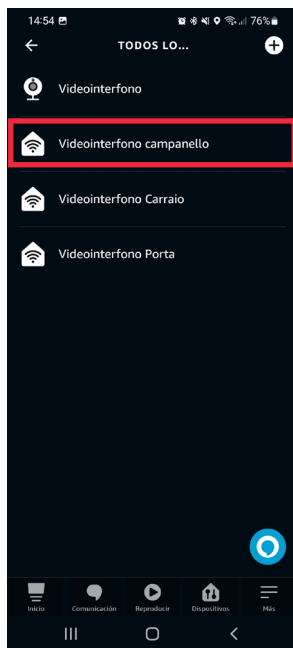 14:54 76%
TODOS LO...
Videointerfono
Videointerfono campanello
Videointerfono Carraio
Videointerfono Porta
Inicio Comunicación Reproducir Dispositivos Más